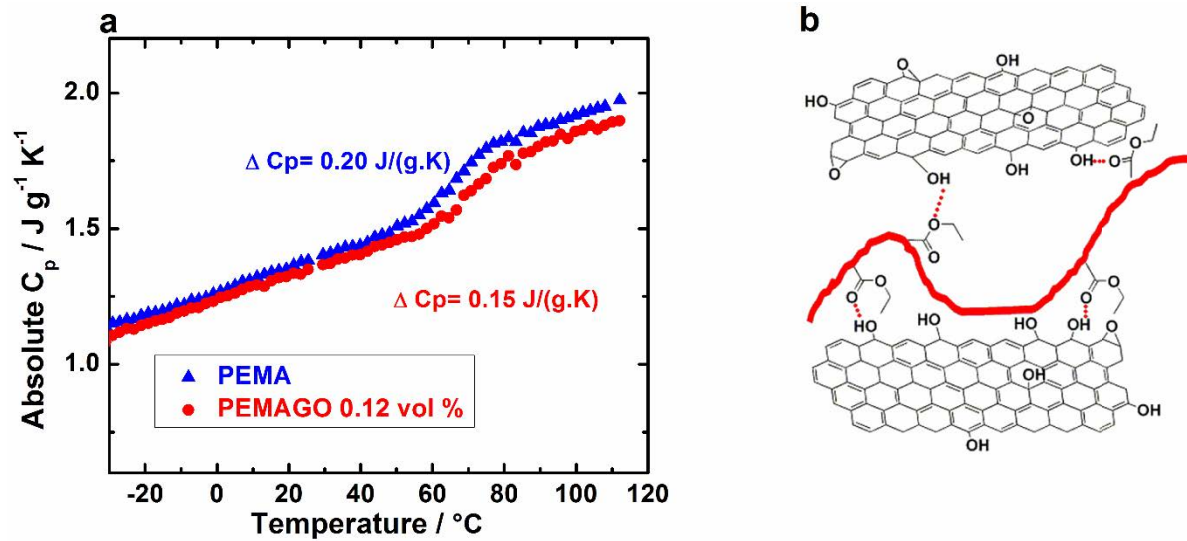 a
Absolute Cp / J g-1 K-1
2.0
1.5
1.0
Δ Cp= 0.20 J/(g.K)
Δ Cp= 0.15 J/(g.K)
PEMA
PEMAGO 0.12 vol %
-20 0 20 40 60 80 100 120
Temperature / °C
b
O
OH
HO
O
O
OH
OH
OH
OH
O
O
O
O
O
O
O
O
OH
OH
OH
OH
O
OH
OH
OH